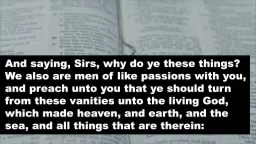 And saying, Sirs, why do ye these things?
We also are men of like passions with you,
and preach unto you that ye should turn
from these vanities unto the living God,
which made heaven, and earth, and the
sea, and all things that are therein: